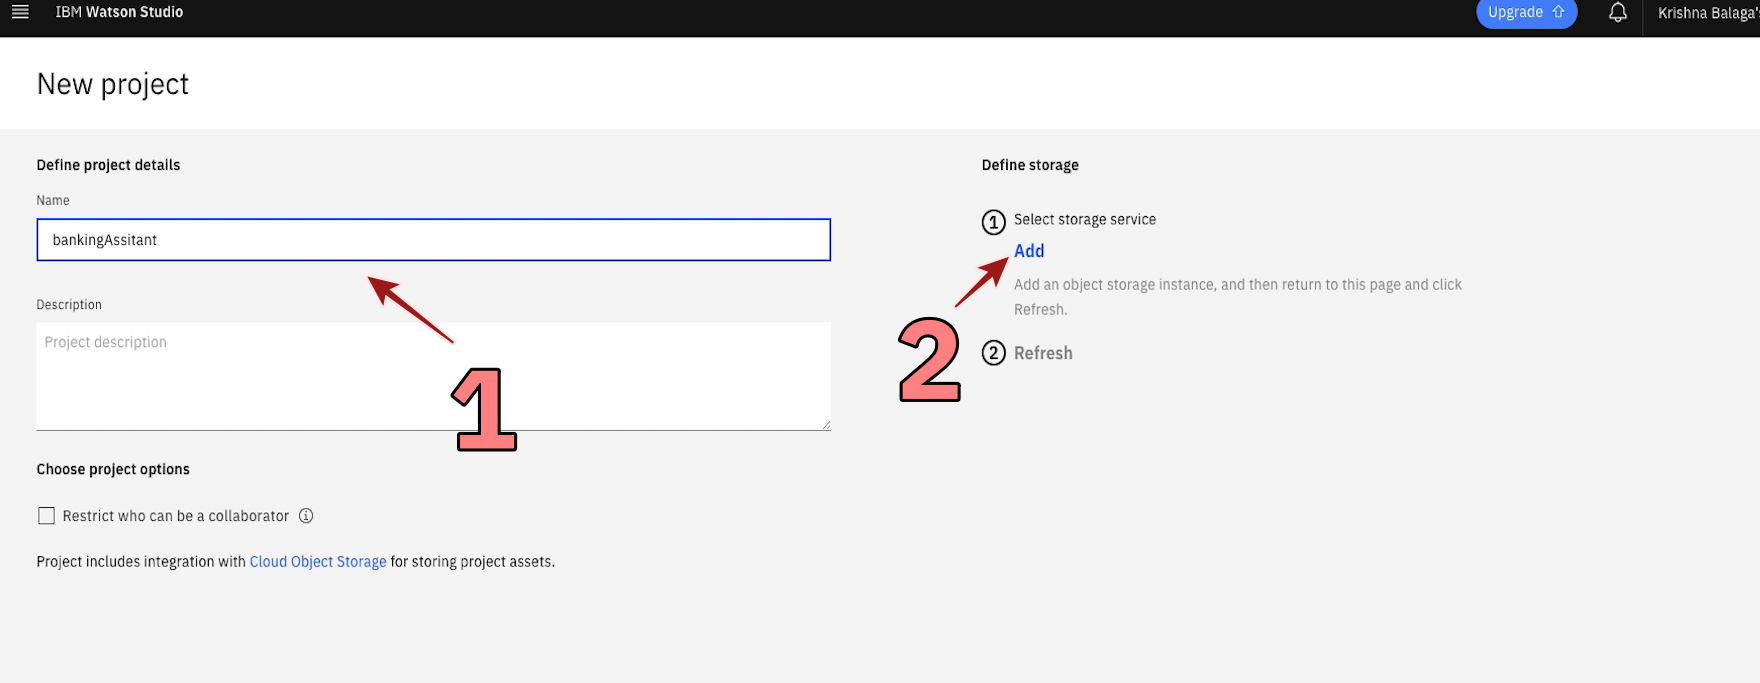 IBM Watson Studio
Upgrade
Krishna Balaga's
New project
Define project details
Name
bankingAssitant
Description
Project description
1
Choose project options
Restrict who can be a collaborator
Project includes integration with Cloud Object Storage for storing project assets.
Define storage
1 Select storage service
Add
Add an object storage instance, and then return to this page and click
Refresh.
2
2 Refresh